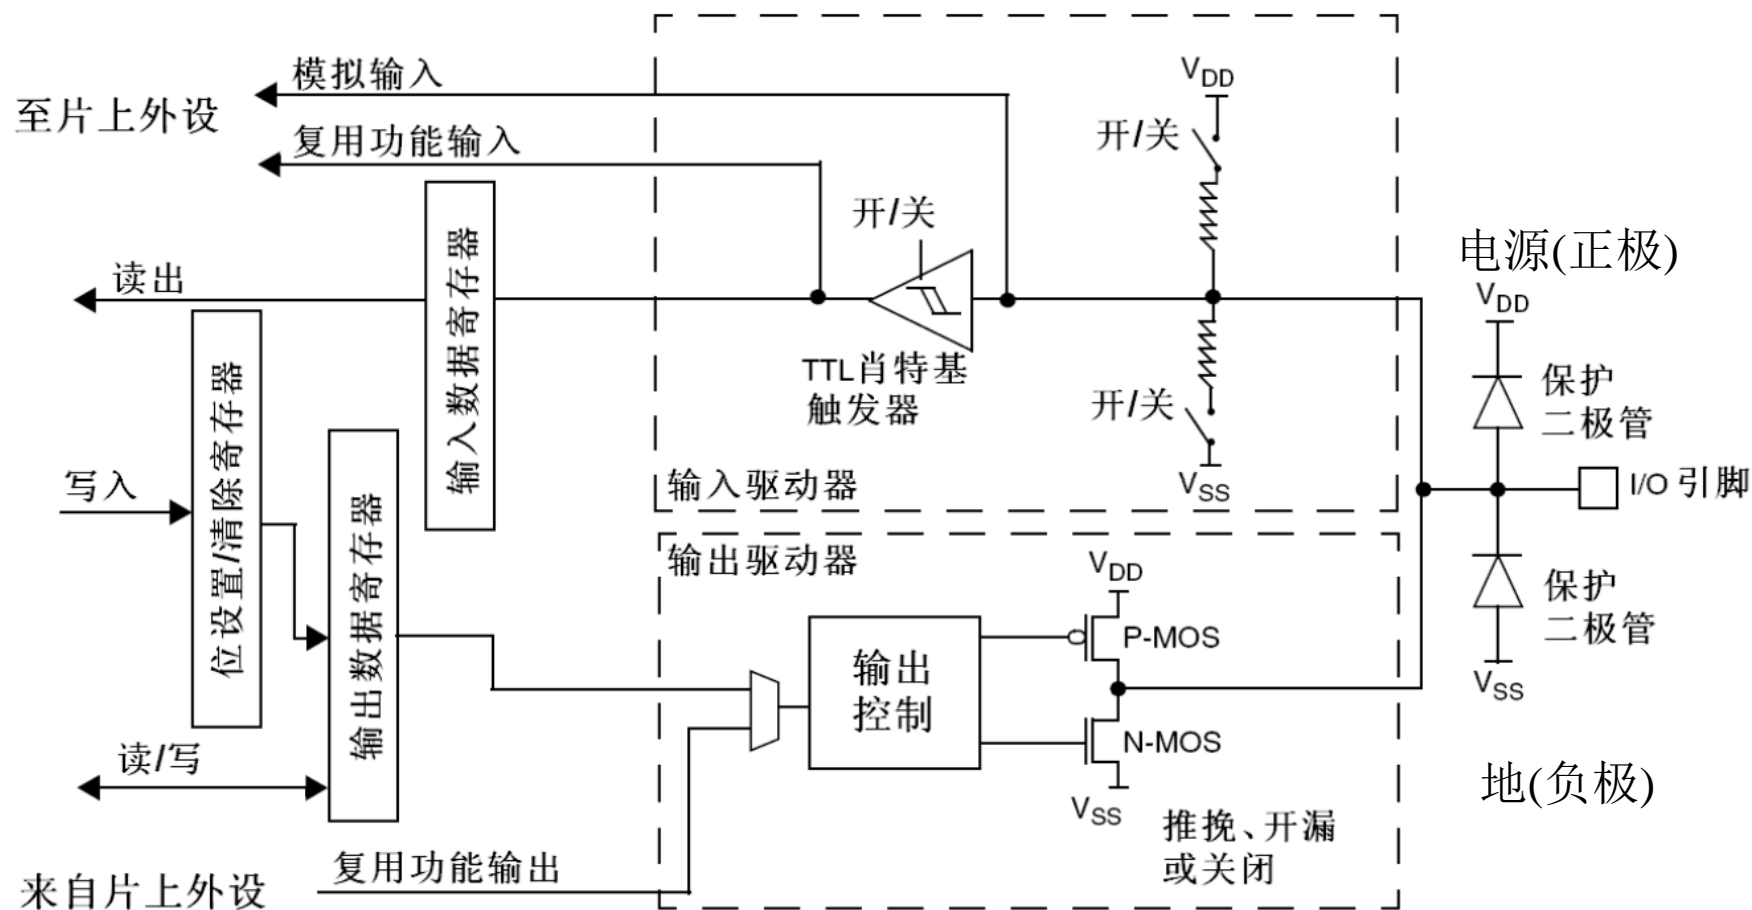 模拟输入
至片上外设
复用功能输入
读出
输入数据寄存器
位设置/清除寄存器
写入
输出数据寄存器
读/写
来自片上外设
复用功能输出
VDD
开/关
开/关
TTL肖特基
触发器
开/关
VSS
输入驱动器
输出驱动器
VDD
P-MOS
输出
控制
N-MOS
VSS
推挽、开漏
或关闭
电源(正极)
VDD
保护
二极管
I/O 引脚
保护
二极管
VSS
地(负极)